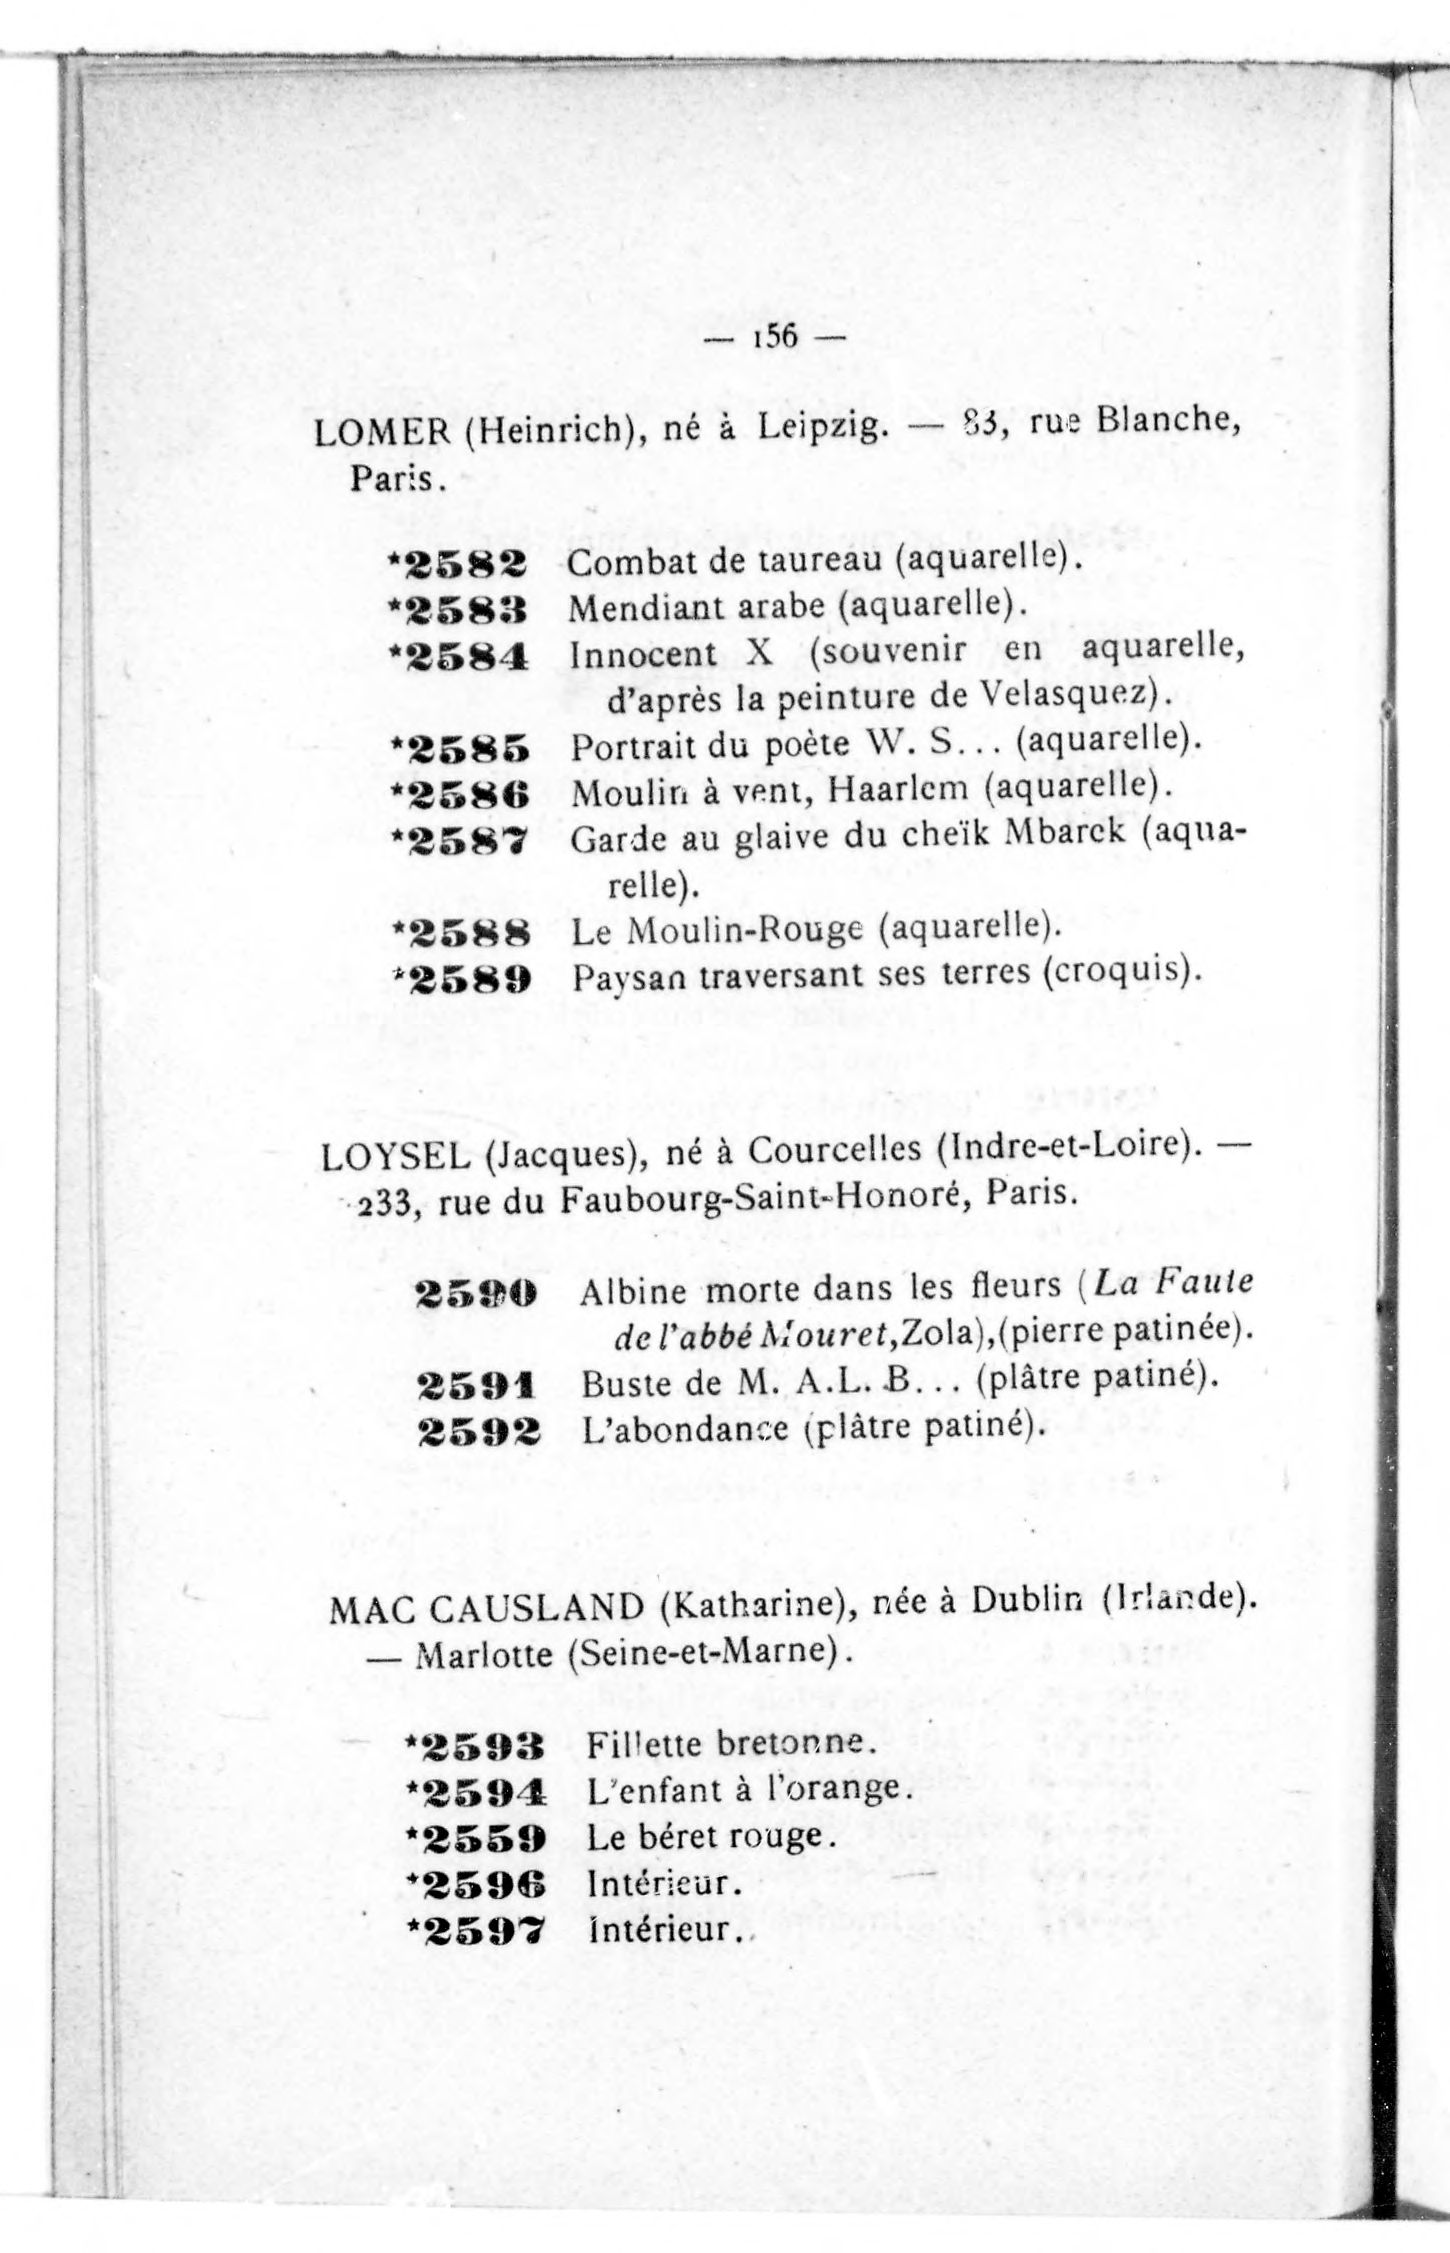 — 156 —
LOMER (Heinrich), né à Leipzig. — 83, rue Blanche,
Paris.
*2582 Combat de taureau (aquarelle).
*2583 Mendiant arabe (aquarelle).
*2584 Innocent X (souvenir en aquarelle,
d'après la peinture de Velasquez).
*2585 Portrait du poète W. S... (aquarelle).
*2586 Moulin à vent, Haarlem (aquarelle).
*2587 Garde au glaive du cheïk Mbarek (aqua-
relle).
*2588 Le Moulin-Rouge (aquarelle).
*2589 Paysan traversant ses terres (croquis).
LOYSEL (Jacques), né à Courcelles (Indre-et-Loire). —
233, rue du Faubourg-Saint-Honoré, Paris.
2590 Albine morte dans les fleurs (La Faute
de l'abbé Mouret,Zola),(pierre patinée).
2591 Buste de M. A.L. B... (plâtre patiné).
2592 L'abondance (plâtre patiné).
MAC CAUSLAND (Katharine), née à Dublin (Irlande).
— Marlotte (Seine-et-Marne).
*2593 Fillette bretonne.
*2594 L'enfant à l'orange.
*2559 Le béret rouge.
*2596 Intérieur.
*2597 Intérieur.